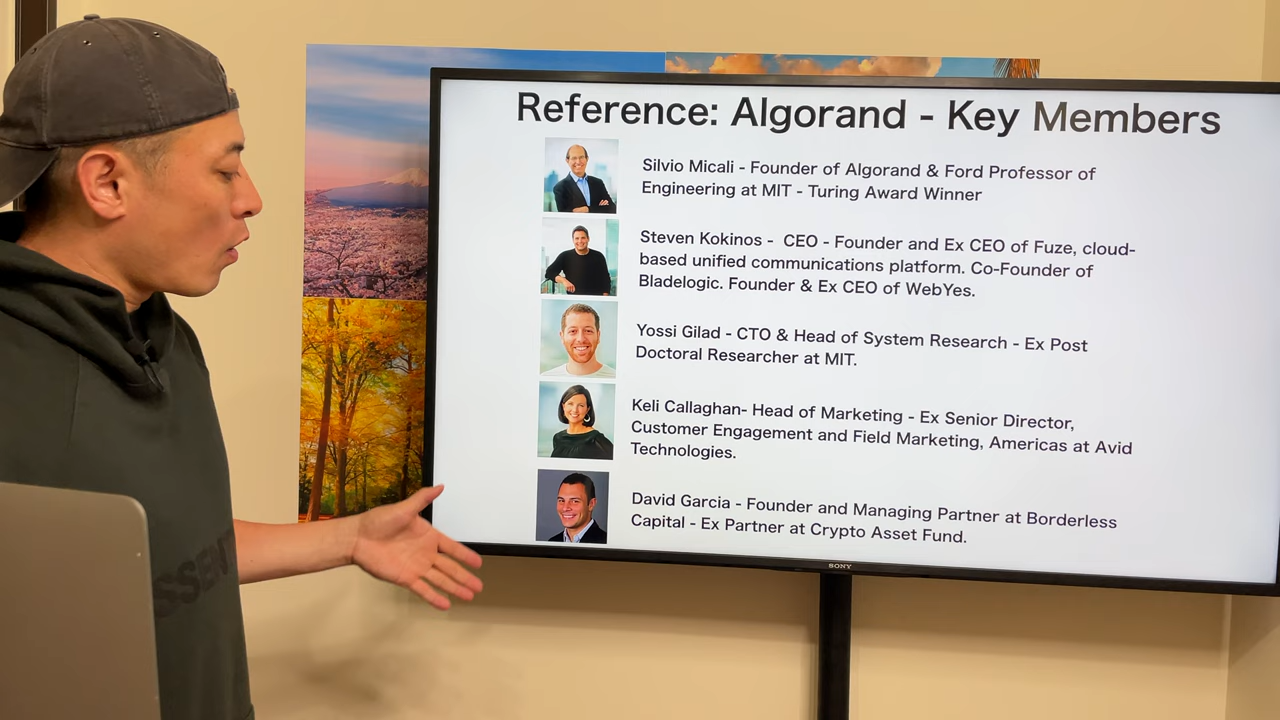 Reference: Algorand - Key Members
Silvio Micali - Founder of Algorand & Ford Professor of
Engineering at MIT - Turing Award Winner
Steven Kokinos - CEO - Founder and Ex CEO of Fuze, cloud-
based unified communications platform. Co-Founder of
Bladelogic. Founder & Ex CEO of WebYes.
Yossi Gilad - CTO & Head of System Research - Ex Post
Doctoral Researcher at MIT.
Keli Callaghan- Head of Marketing - Ex Senior Director,
Customer Engagement and Field Marketing, Americas at Avid
Technologies.
David Garcia - Founder and Managing Partner at Borderless
Capital - Ex Partner at Crypto Asset Fund.
SONY